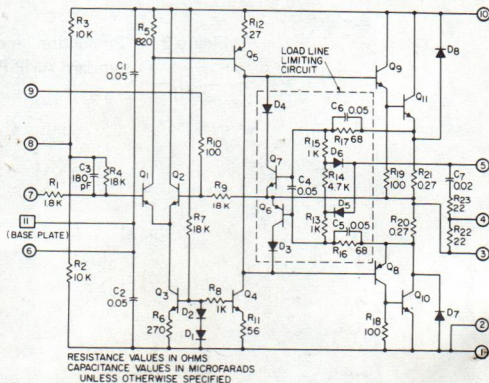 R3
10K
R5
820
R12
27
10
Q5
LOAD LINE
LIMITING
CIRCUIT
Q9
D8
C1
0.05
Q11
9
D4
C6 0.05
R17 68
R10
100
R15
1K
D6
8
5
Q7
R14
4.7K
R19
100
R21
0.27
C7
0.02
C3
180
pF
R4
18K
Q1
Q2
C4
0.05
R1
1.8K
7
R9
18K
D5
R23
22
4
Q6
R13
1K
C5 0.05
R20
0.27
11
(BASE PLATE)
R7
18K
R22
22
3
6
D3
R16
68
R2
10K
Q8
C2
0.05
Q3
R8
1K
Q4
Q10
D7
D2
R6
270
D1
R11
56
R18
100
2
1
RESISTANCE VALUES IN OHMS
CAPACITANCE VALUES IN MICROFARADS
UNLESS OTHERWISE SPECIFIED